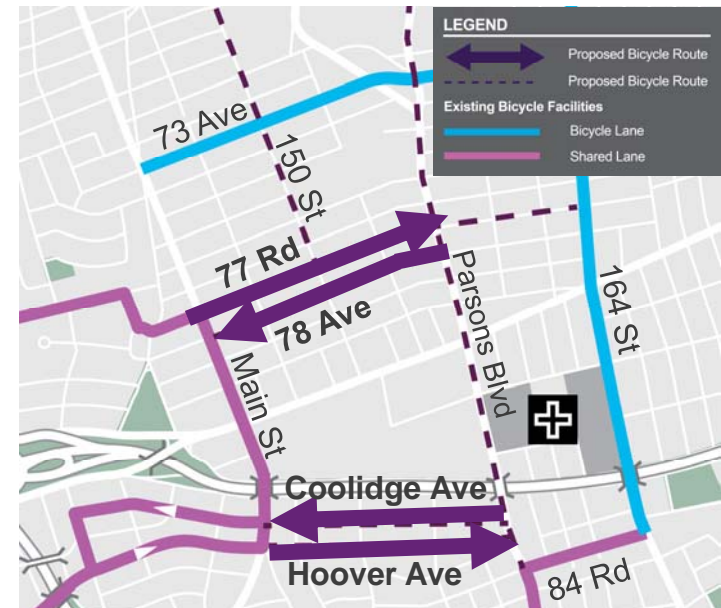 LEGEND
Proposed Bicycle Route
Proposed Bicycle Route
Existing Bicycle Facilities
Bicycle Lane
Shared Lane
73 Ave
150 St
77 Rd
78 Ave
Parsons Blvd
164 St
Main St
Coolidge Ave
Hoover Ave
84 Rd